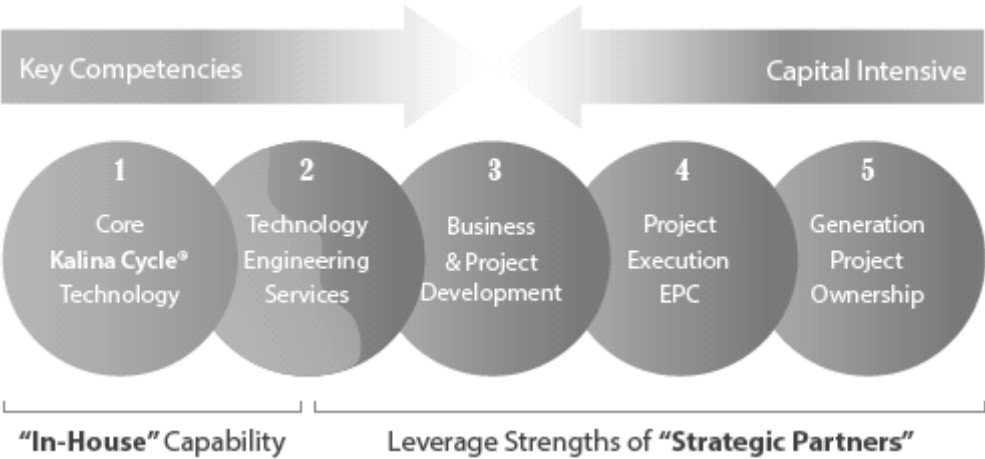 Key Competencies
Capital Intensive
1
Core
Kalina Cycle®
Technology
2
Technology
Engineering
Services
3
Business
& Project
Development
4
Project
Execution
EPC
5
Generation
Project
Ownership
“In-House” Capability
Leverage Strengths of “Strategic Partners”